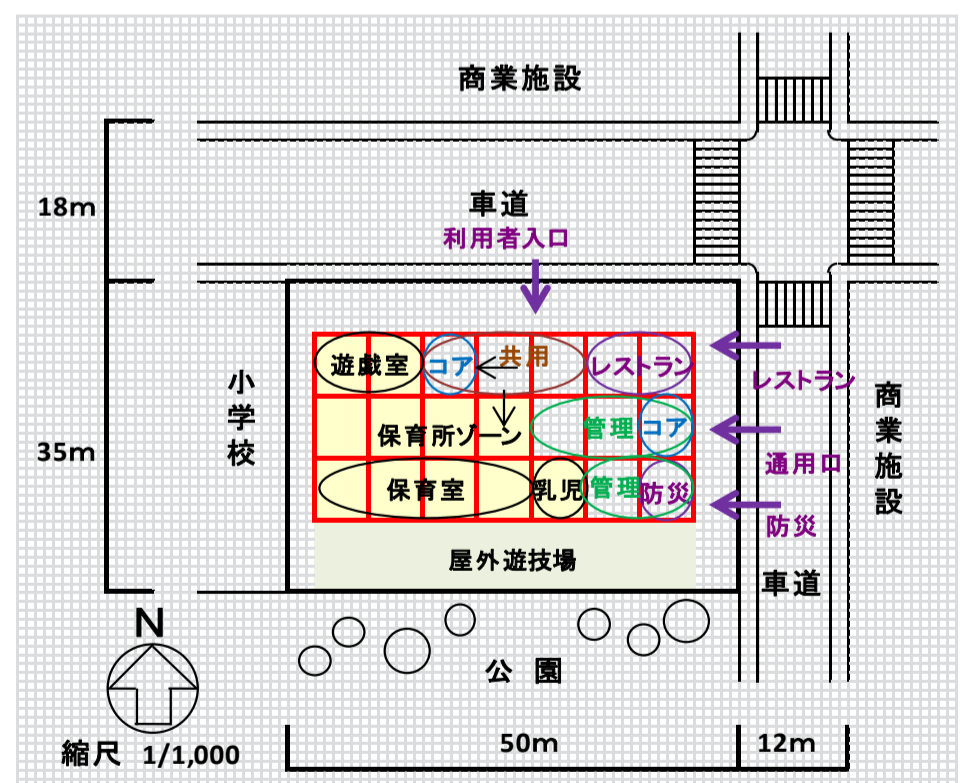 商業施設
18m
車道
利用者入口
遊戯室
コア
共用
レストラン
レストラン
小学校
35m
保育所ゾーン
管理
コア
通用口
商業施設
保育室
乳児
管理
防災
防災
屋外遊技場
車道
N
公園
縮尺 1/1,000
50m
12m